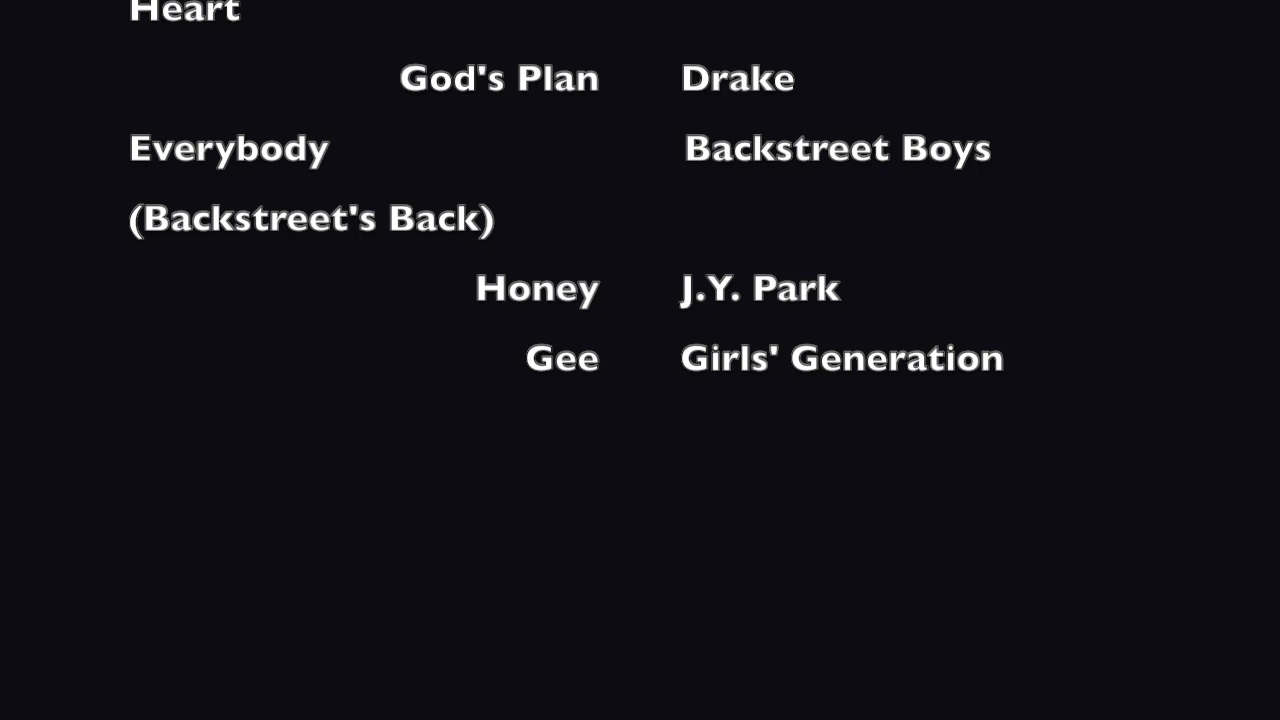 Heart
God's Plan Drake
Everybody Backstreet Boys
(Backstreet's Back)
Honey J.Y. Park
Gee Girls' Generation